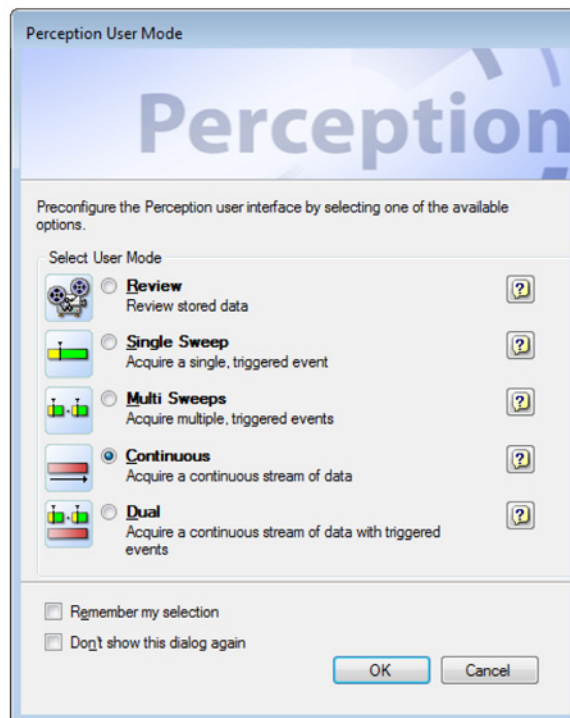 Perception User Mode
Perception
Preconfigure the Perception user interface by selecting one of the available
options.
Select User Mode
Review
Review stored data
Single Sweep
Acquire a single, triggered event
Multi Sweeps
Acquire multiple, triggered events
Continuous
Acquire a continuous stream of data
Dual
Acquire a continuous stream of data with triggered
events
Remember my selection
Don't show this dialog again
OK Cancel